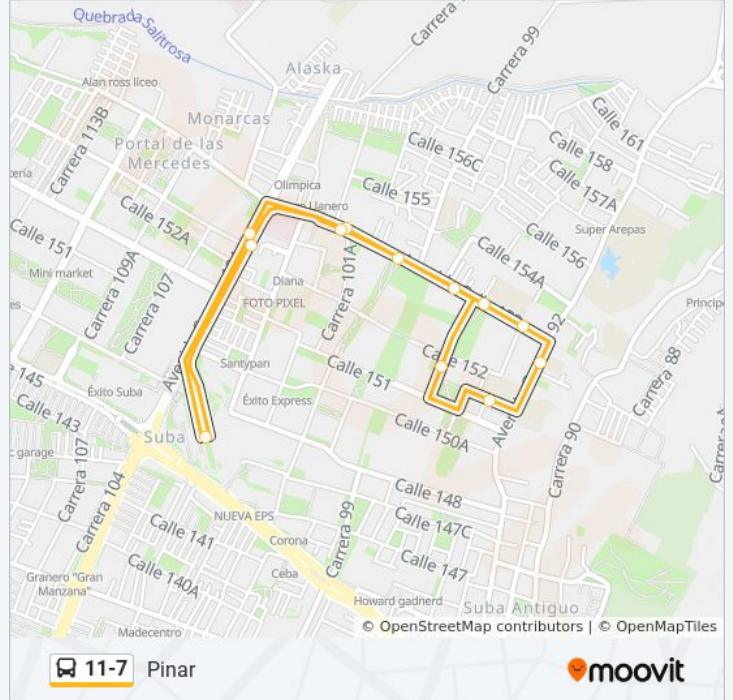 Quebrada Salitrosa
Carrera
Carrera 99
Alaska
Alan ross liceo
Monarcas
Calle 161
Carrera 113B
Portal de las
Mercedes
Calle 156C
Calle 158
Olímpica
Llanero
Calle 155
Calle 157A
Calle 152A
Calle 156
Super Arepas
Calle 151
Carrera 109A
Carrera 101A
Calle 154A
Mini market
Carrera 107
Diana
FOTO PIXEL
92
Calle 152
Carrera 88
Santypan
Calle 151
145
Éxito Suba
Éxito Express
Calle 143
Suba
Calle 150A
garage
Carrera 107
Carrera 104
Carrera 90
Calle 148
NUEVA EPS
Carrera 99
Calle 147C
Calle 141
Corona
Calle 147
Calle 140A
Ceba
Granero "Gran
Manzana"
Howard gadnerd
Suba Antiguo
Madecentro
© OpenStreetMap contributors | © OpenMapTiles
11-7 Pinar
moovit